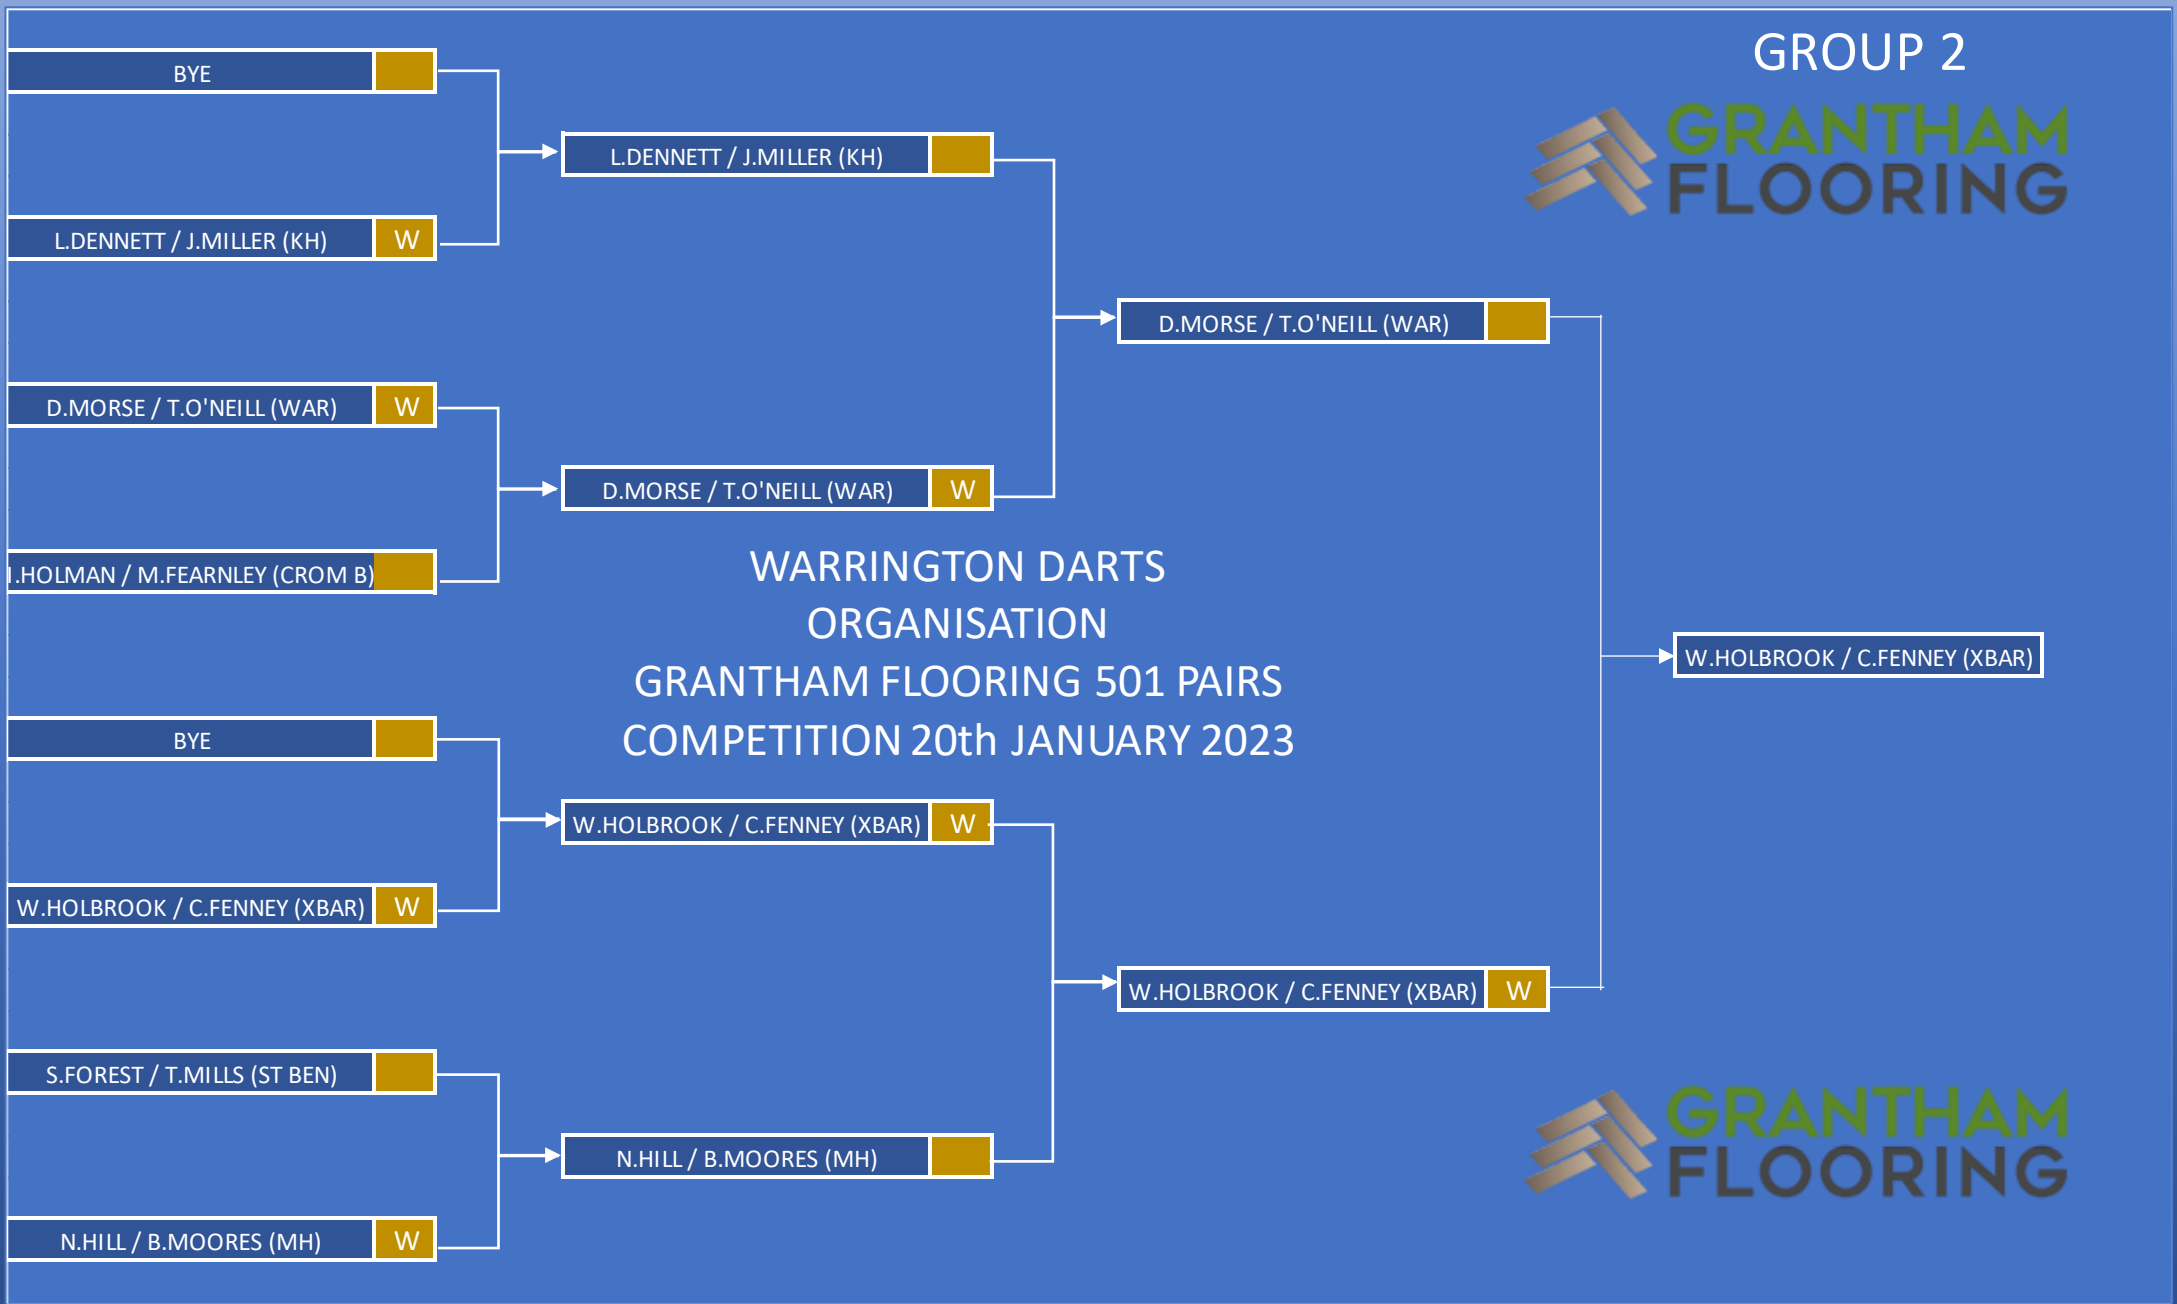 GROUP 2
GRANTHAM
FLOORING
BYE
L.DENNETT / J.MILLER (KH) W
D.MORSE / T.O'NEILL (WAR) W
.HOLMAN / M.FEARNLEY (CROM B)
BYE
W.HOLBROOK / C.FENNEY (XBAR) W
S.FOREST / T.MILLS (ST BEN)
N.HILL / B.MOORES (MH) W
L.DENNETT / J.MILLER (KH)
D.MORSE / T.O'NEILL (WAR) W
WARRINGTON DARTS
ORGANISATION
GRANTHAM FLOORING 501 PAIRS
COMPETITION 20th JANUARY 2023
W.HOLBROOK / C.FENNEY (XBAR) W
N.HILL / B.MOORES (MH)
D.MORSE / T.O'NEILL (WAR)
W.HOLBROOK / C.FENNEY (XBAR) W
W.HOLBROOK / C.FENNEY (XBAR)
GRANTHAM
FLOORING